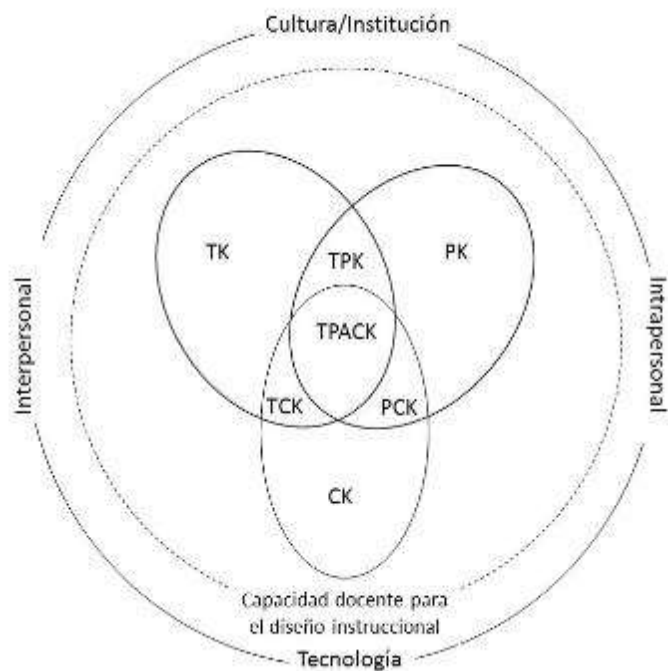 Cultura/Institución
TK
TPK
PK
Interpersonal
Intrapersonal
TPACK
TCK
PCK
CK
Capacidad docente para
el diseño instruccional
Tecnología